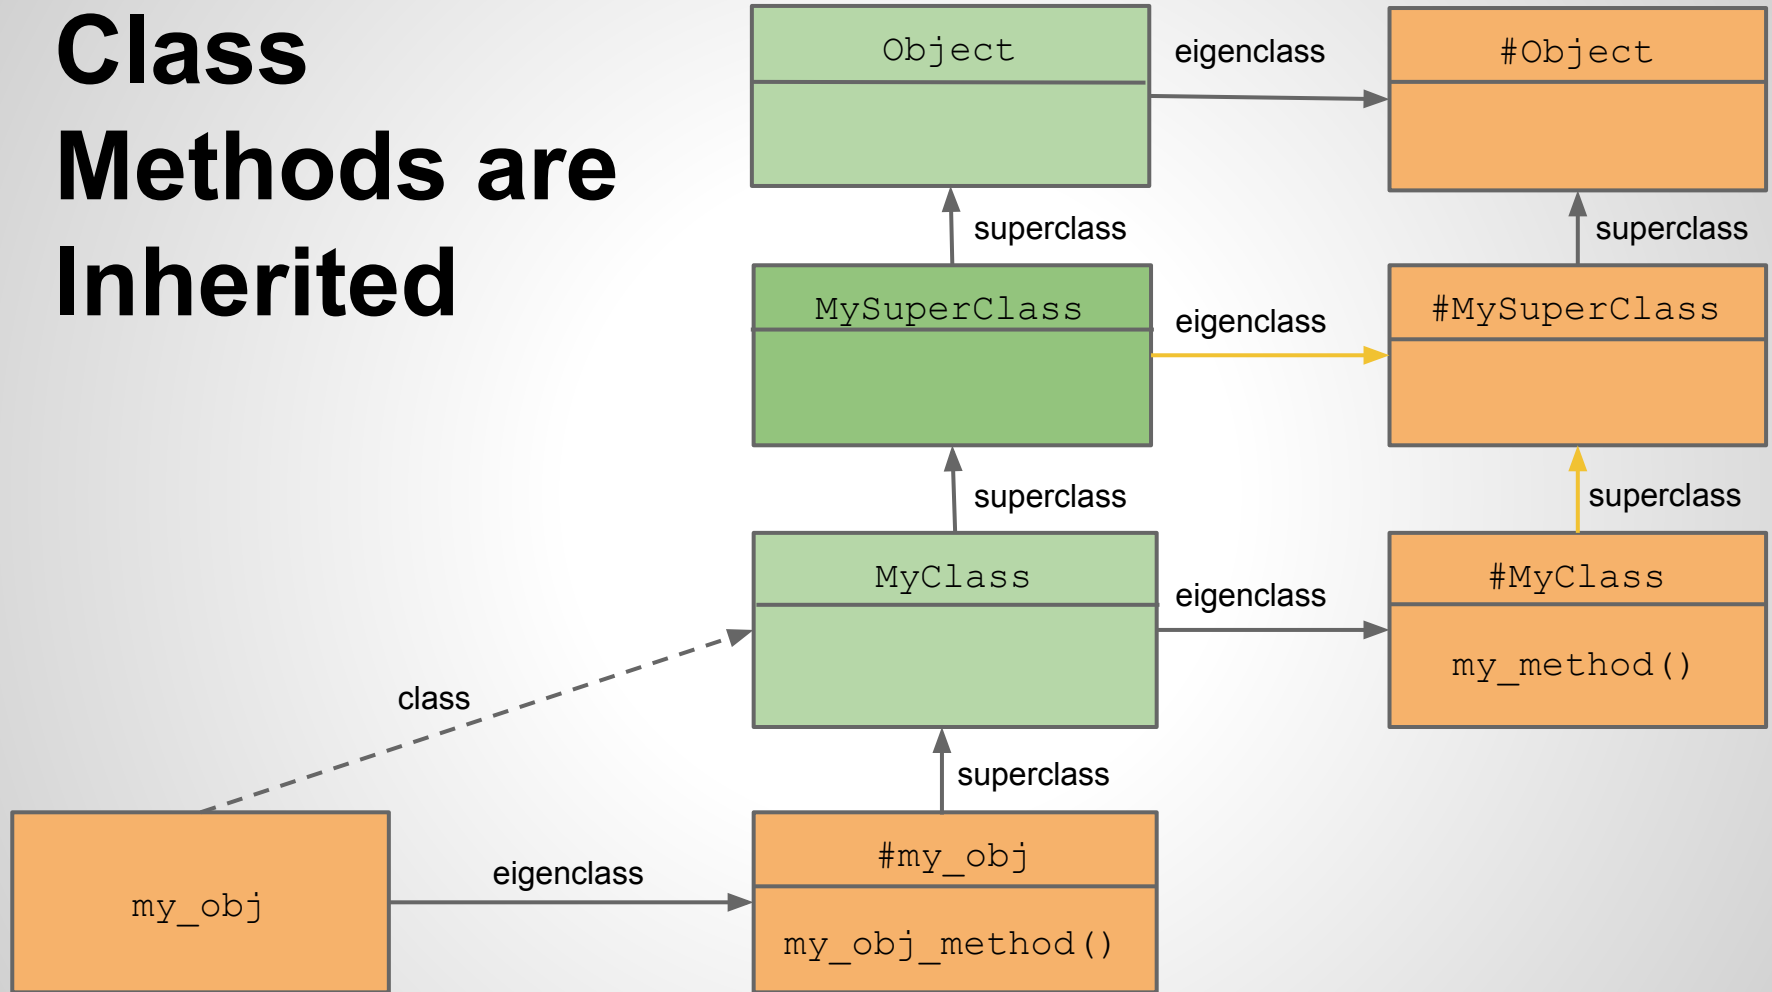 Class
Methods are
Inherited
Object
eigenclass
#Object
superclass
superclass
MySuperClass
eigenclass
#MySuperClass
superclass
superclass
MyClass
eigenclass
#MyClass
my_method()
class
superclass
my_obj
eigenclass
#my_obj
my_obj_method()